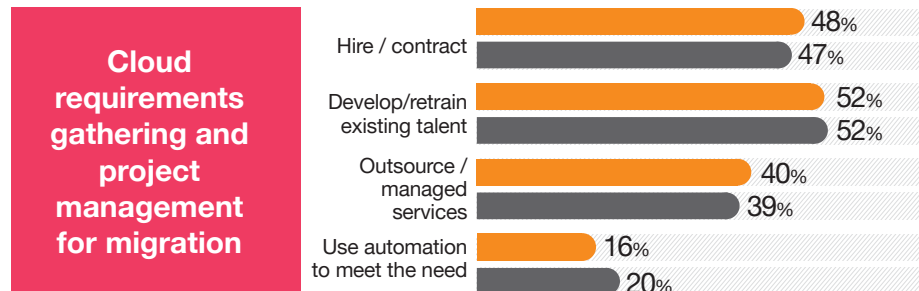 Cloud
requirements
gathering and
project
management
for migration
Hire / contract
48%
47%
Develop/retrain
existing talent
52%
52%
Outsource /
managed
services
40%
39%
Use automation
to meet the need
16%
20%